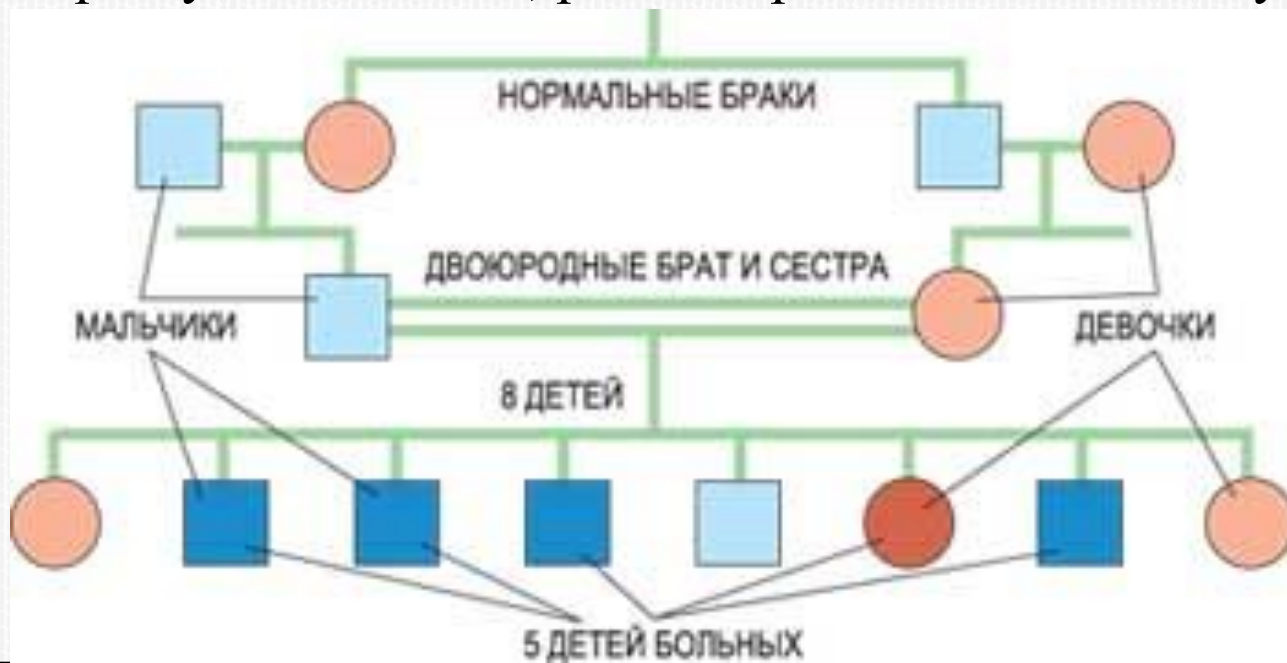 НОРМАЛЬНЫЕ БРАКИ
ДВОЮРОДНЫЕ БРАТ И СЕСТРА
МАЛЬЧИКИ
ДЕВОЧКИ
8 ДЕТЕЙ
5 ДЕТЕЙ БОЛЬНЫХ